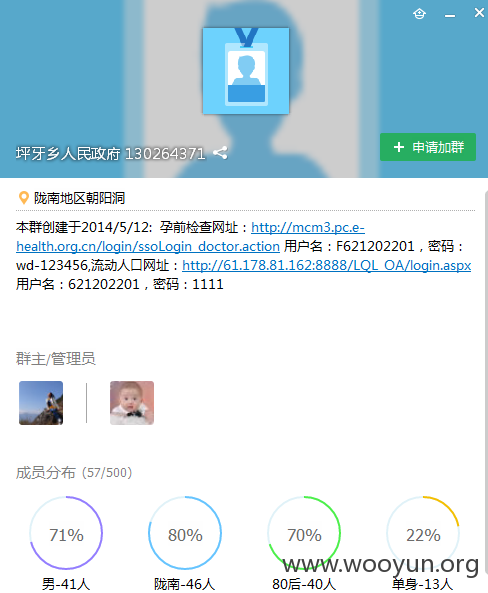 坪牙乡人民政府 130264371
+ 申请加群
陇南地区朝阳洞
本群创建于2014/5/12: 孕前检查网址：http://mcm3.pc.e-
health.org.cn/login/ssoLogin_doctor.action 用户名：F621202201，密码：
wd-123456,流动人口网址：http://61.178.81.162:8888/LQL_OA/login.aspx
用户名：621202201，密码：1111
群主/管理员
成员分布 (57/500)
71% 80% 70% 22%
www.wooyun.org
男-41人 陇南-46人 80后-40人 单身-13人